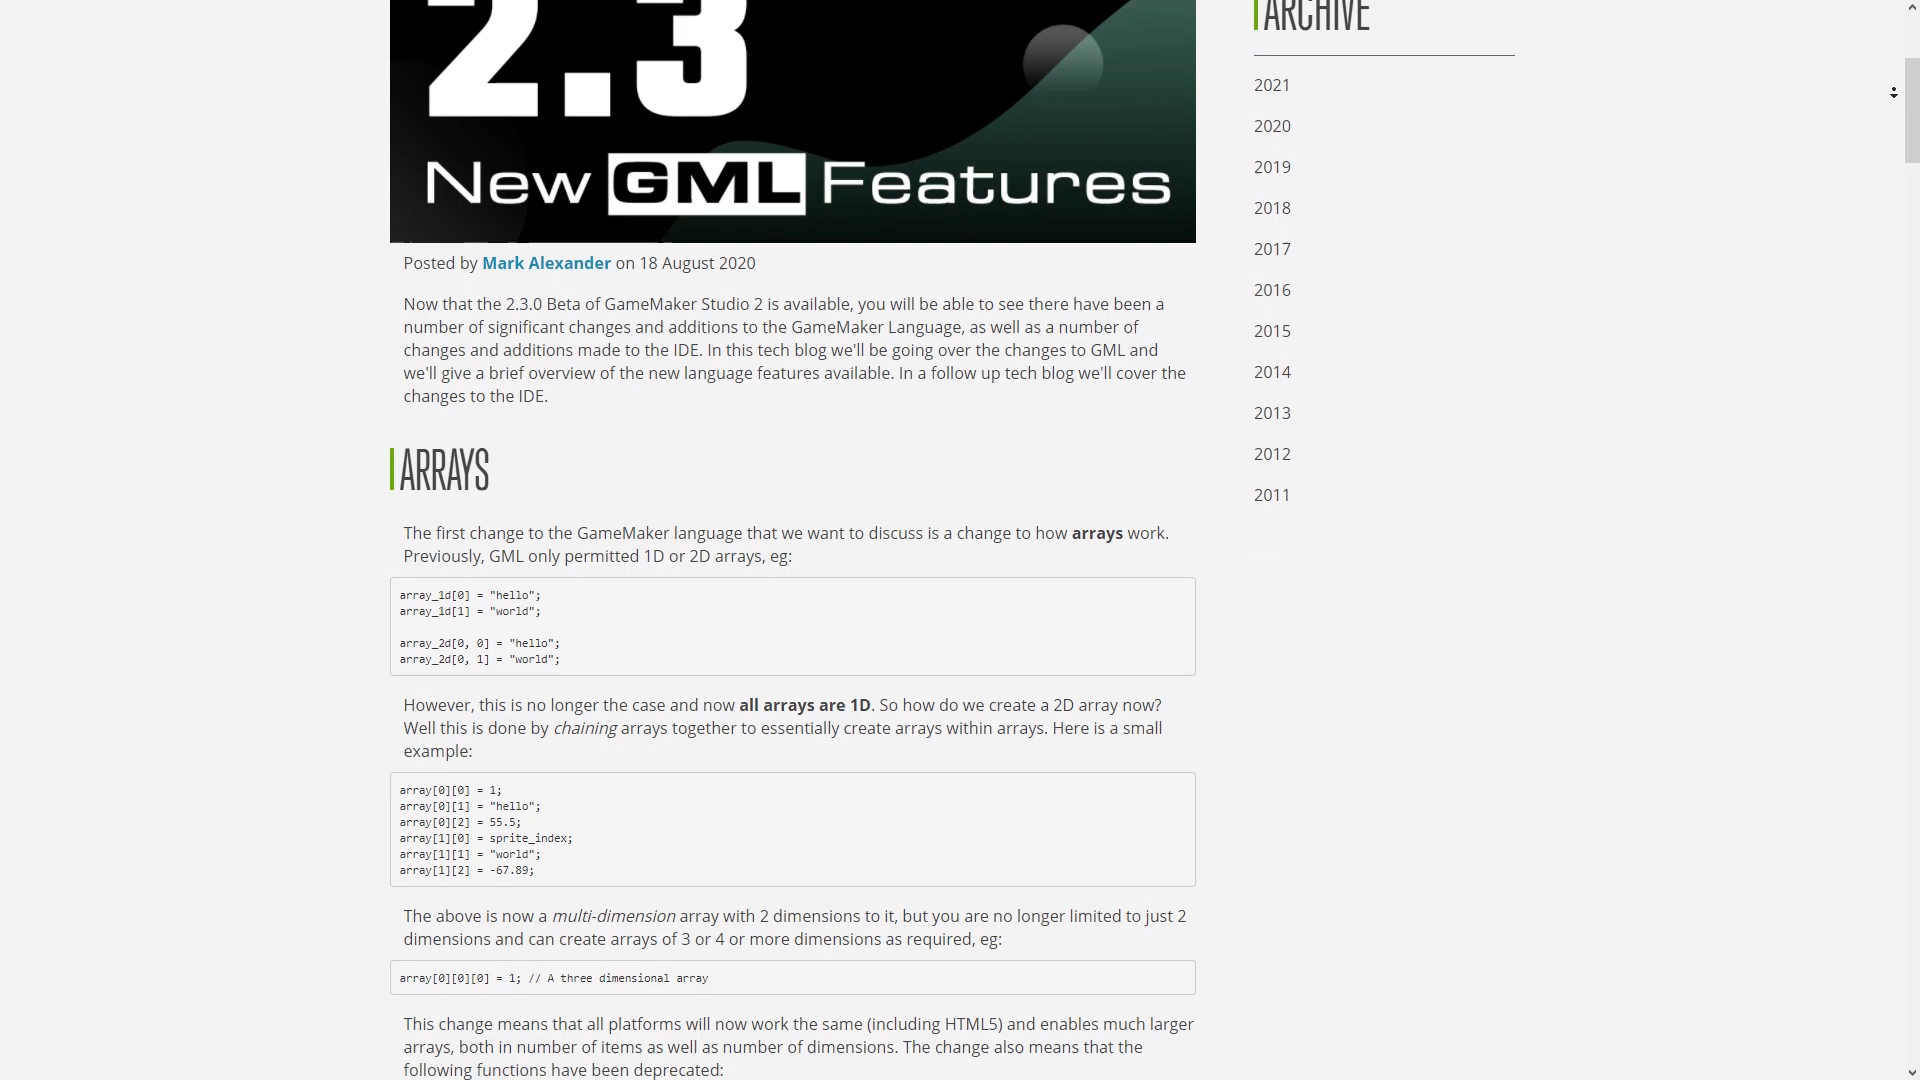 2.3
New GML Features
Posted by Mark Alexander on 18 August 2020
Now that the 2.3.0 Beta of GameMaker Studio 2 is available, you will be able to see there have been a
number of significant changes and additions to the GameMaker Language, as well as a number of
changes and additions made to the IDE. In this tech blog we'll be going over the changes to GML and
we'll give a brief overview of the new language features available. In a follow up tech blog we'll cover the
changes to the IDE.
ARRAYS
The first change to the GameMaker language that we want to discuss is a change to how arrays work.
Previously, GML only permitted 1D or 2D arrays, eg:
array_1d[0] = "hello";
array_1d[1] = "world";
array_2d[0, 0] = "hello";
array_2d[0, 1] = "world";
However, this is no longer the case and now all arrays are 1D. So how do we create a 2D array now?
Well this is done by chaining arrays together to essentially create arrays within arrays. Here is a small
example:
array[0][0] = 1;
array[0][1] = "hello";
array[0][2] = 55.5;
array[1][0] = sprite_index;
array[1][1] = "world";
array[1][2] = -67.89;
The above is now a multi-dimension array with 2 dimensions to it, but you are no longer limited to just 2
dimensions and can create arrays of 3 or 4 or more dimensions as required, eg:
array[0][0][0] = 1; // A three dimensional array
This change means that all platforms will now work the same (including HTML5) and enables much larger
arrays, both in number of items as well as number of dimensions. The change also means that the
following functions have been deprecated:
ARCHIVE
2021
2020
2019
2018
2017
2016
2015
2014
2013
2012
2011